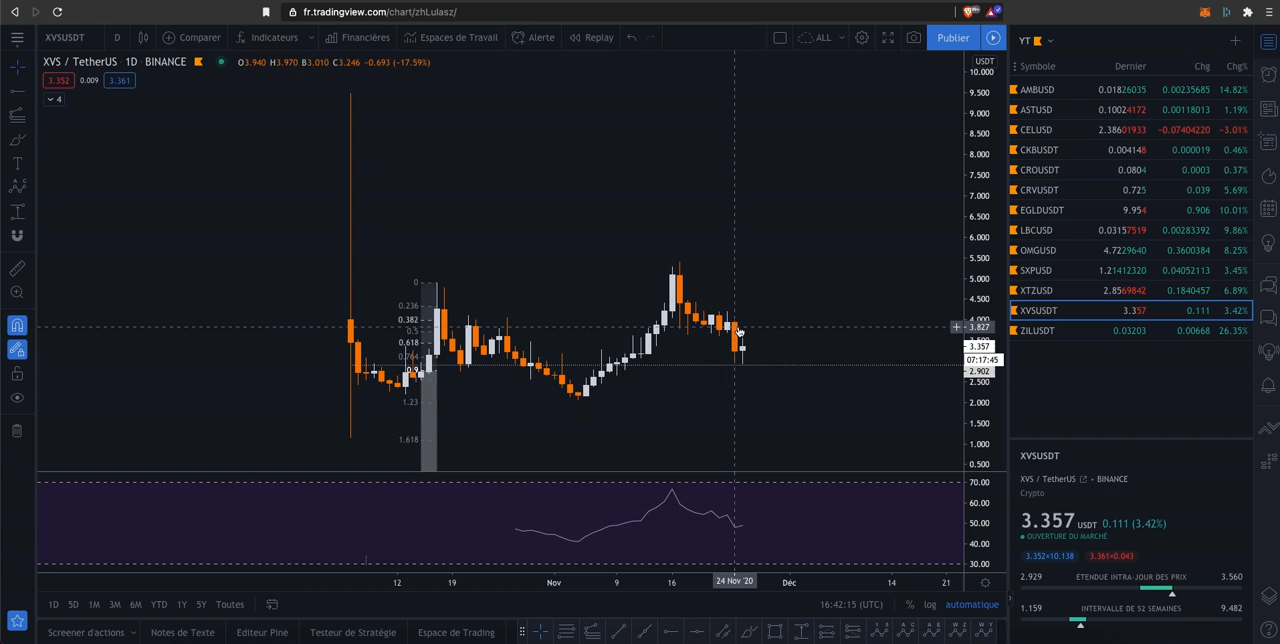 fr.tradingview.com/chart/zhLulasz/
XVSUSDT D Comparer Indicateurs Financières Espaces de Travail Alerte Replay ALL Publier
XVS / TetherUS · 1D · BINANCE O3.940 H3.970 B3.010 C3.246 -0.693 (-17.59%)
3.352 0.009 3.361
4
USDT
10.000
9.500
9.000
8.500
8.000
7.500
7.000
6.500
6.000
5.500
5.000
4.500
3.827
3.357
07:17:45
2.902
2.500
2.000
1.500
1.000
0.500
0
0.236
0.382
0.5
0.618
0.9
1.23
1.618
70.00
60.00
50.00
40.00
30.00
12 19 Nov 9 16 24 Nov '20 Déc 14 21
1D 5D 1M 3M 6M YTD 1Y 5Y Toutes 16:42:15 (UTC) % log automatique
Screener d'actions Notes de Texte Editeur Pine Testeur de Stratégie Espace de Trading
YT
Symbole Dernier Chg Chg%
AMBUSD 0.01826035 0.00235685 14.82%
ASTUSD 0.10024172 0.00118013 1.19%
CELUSD 2.38601933 -0.07404220 -3.01%
CKBUSDT 0.004148 0.000019 0.46%
CROUSDT 0.0804 0.0003 0.37%
CRVUSDT 0.725 0.039 5.69%
EGLDUSDT 9.954 0.906 10.01%
LBCUSD 0.03157519 0.00283392 9.86%
OMGUSD 4.7229640 0.3600384 8.25%
SXPUSD 1.21412320 0.04052113 3.45%
XTZUSD 2.8569842 0.1840457 6.89%
XVSUSDT 3.357 0.111 3.42%
ZILUSDT 0.03203 0.00668 26.35%
XVSUSDT
XVS / TetherUS • BINANCE
Crypto
3.357 USDT 0.111 (3.42%)
OUVERTURE DU MARCHÉ
3.352×10.138 3.361×0.043
2.929 ÉTENDUE INTRA-JOUR DES PRIX 3.560
1.159 INTERVALLE DE 52 SEMAINES 9.482